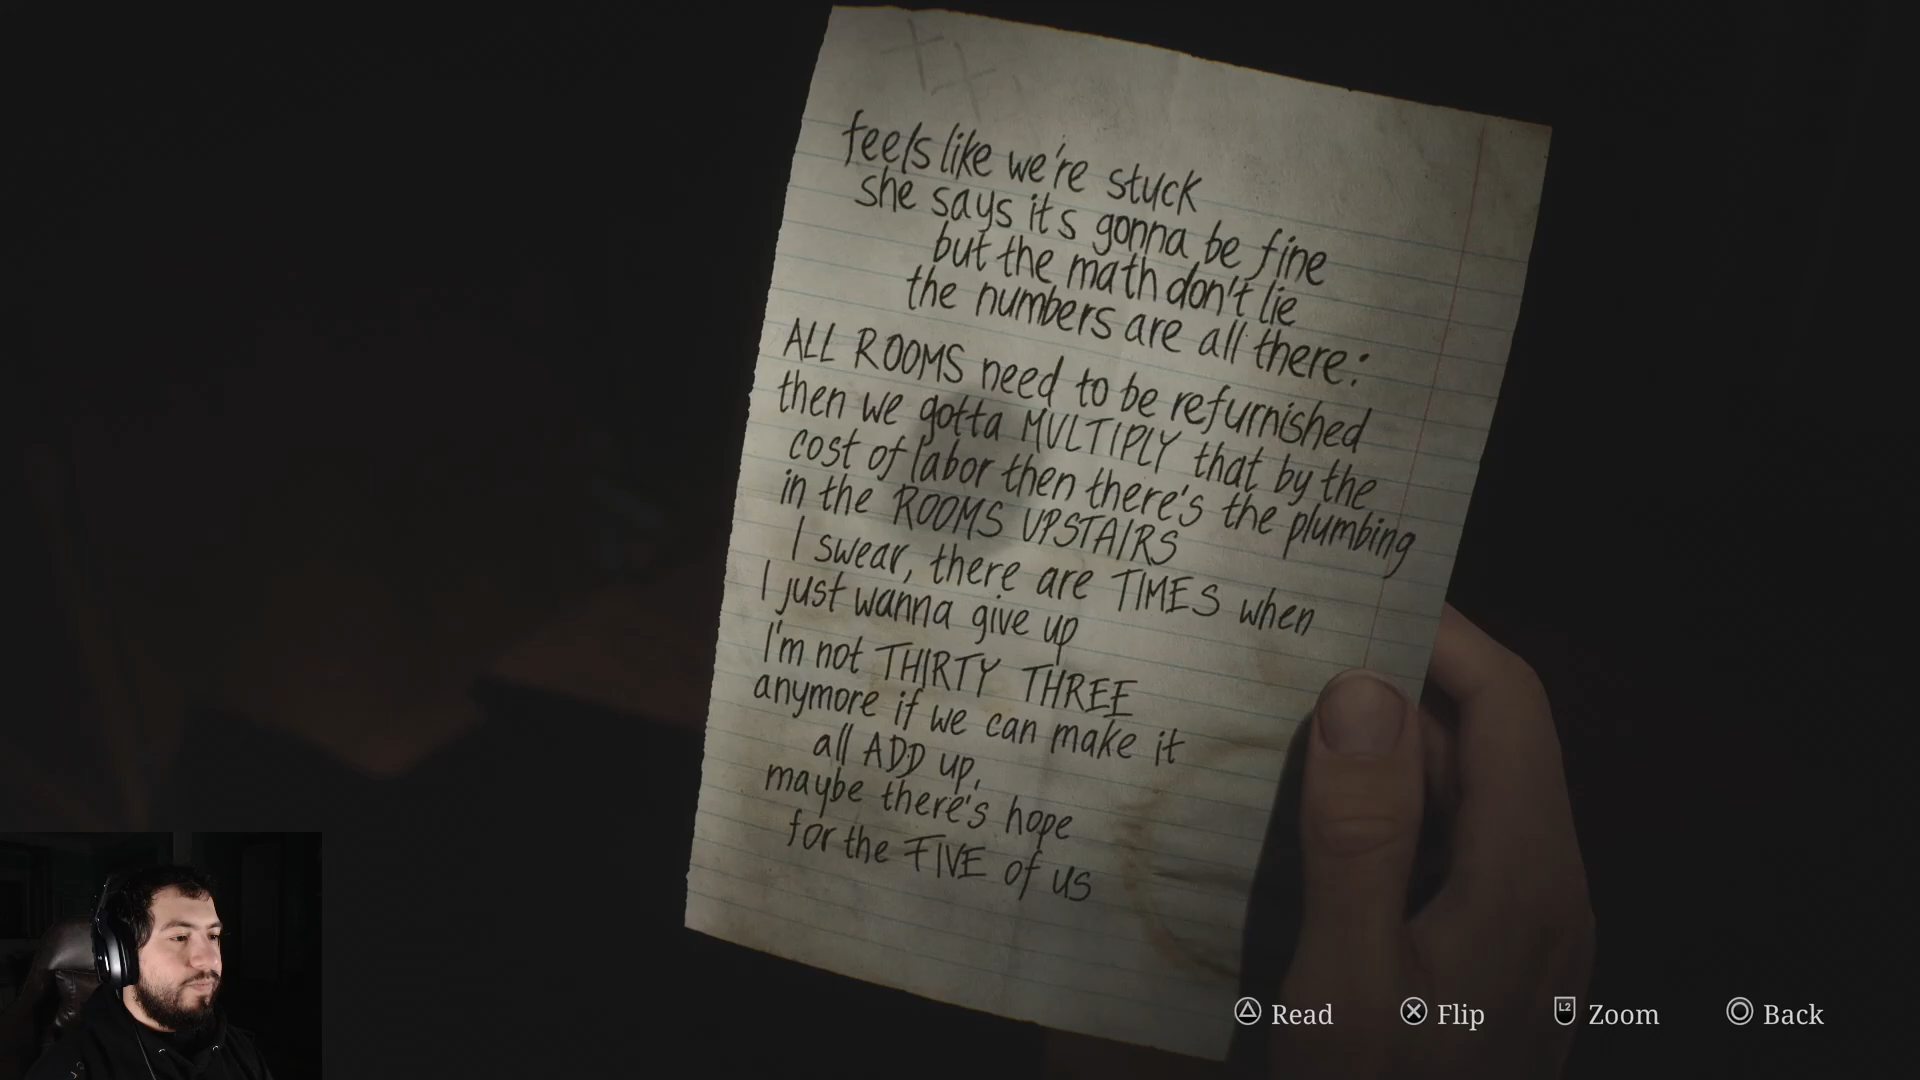 feels like we're stuck
she says it's gonna be fine
but the math don't lie
the numbers are all there:
ALL ROOMS need to be refurnished
then we gotta MULTIPLY that by the
cost of labor then there's the plumbing
in the ROOMS UPSTAIRS
I swear, there are TIMES when
I just wanna give up
I'm not THIRTY THREE
anymore if we can make it
all ADD up,
maybe there's hope
for the FIVE of us
L2
Read
Flip
Zoom
Back